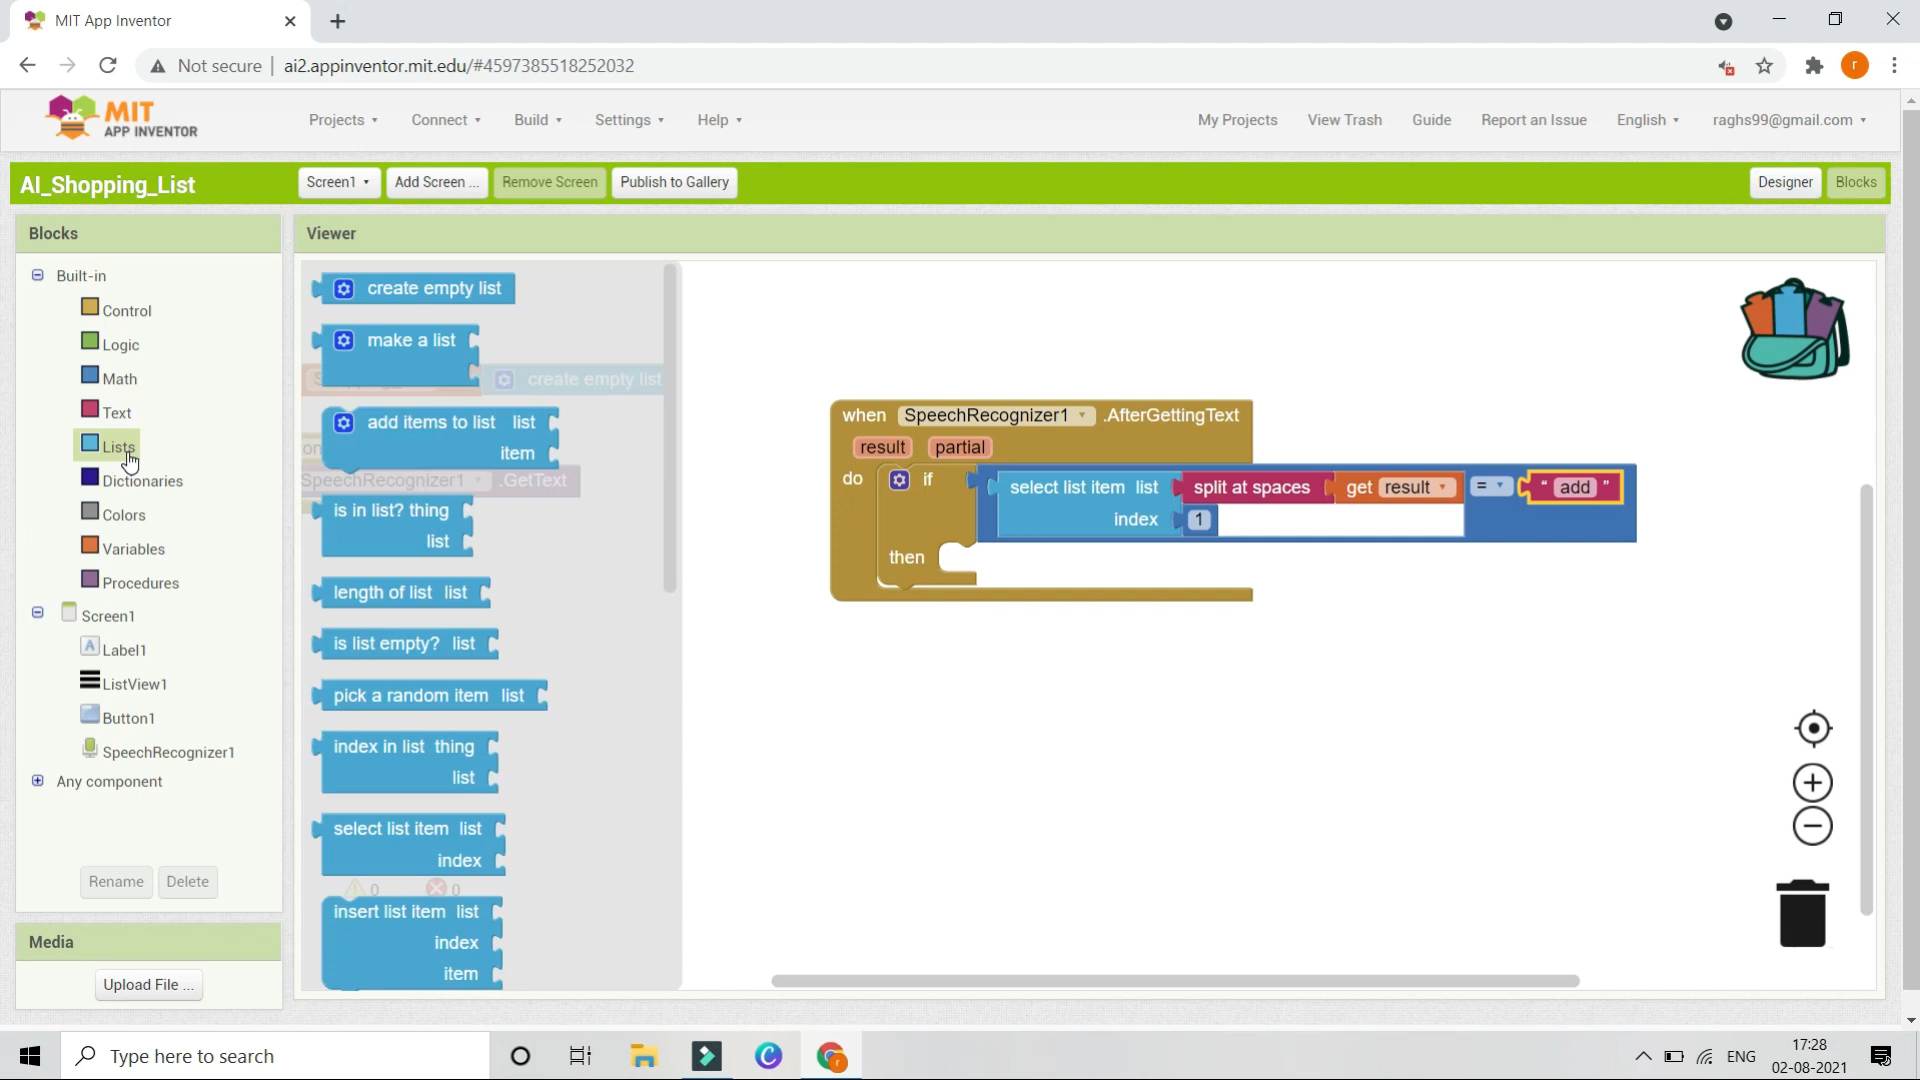 MIT App Inventor
Not secure | ai2.appinventor.mit.edu/#4597385518252032
r
MIT
APP INVENTOR
Projects Connect Build Settings Help My Projects View Trash Guide Report an Issue English raghs99@gmail.com
AI_Shopping_List Screen1 Add Screen ... Remove Screen Publish to Gallery Designer Blocks
Blocks
Viewer
Built-in
Control
Logic
Math
Text
Lists
Dictionaries
Colors
Variables
Procedures
Screen1
Label1
ListView1
Button1
SpeechRecognizer1
Any component
Rename Delete
Media
Upload File ...
create empty list
make a list
create empty list
add items to list list
item
SpeechRecognizer1 .GetText
is in list? thing
list
length of list list
is list empty? list
pick a random item list
index in list thing
list
select list item list
index
0 0
insert list item list
index
item
when SpeechRecognizer1 .AfterGettingText
result partial
do if select list item list split at spaces get result = “ add ”
index 1
then
Type here to search
ENG
17:28
02-08-2021